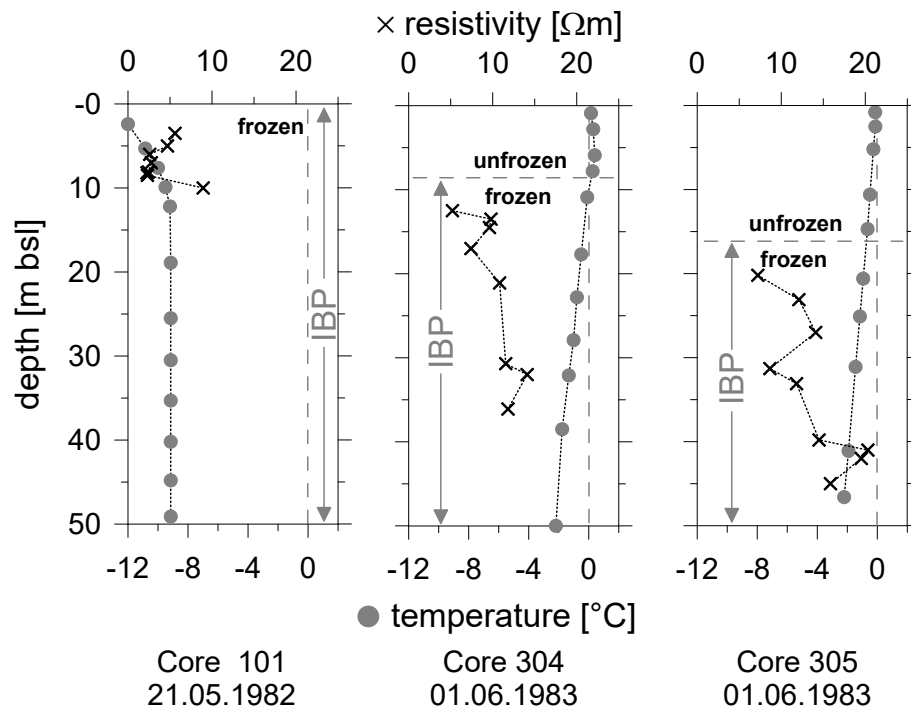 × resistivity [Ωm]
0 10 20 0 10 20 0 10 20
-0
10
20
30
40
50
depth [m bsl]
frozen
IBP
unfrozen
frozen
IBP
unfrozen
frozen
IBP
-12 -8 -4 0 -12 -8 -4 0 -12 -8 -4 0
temperature [°C]
Core 101 Core 304 Core 305
21.05.1982 01.06.1983 01.06.1983